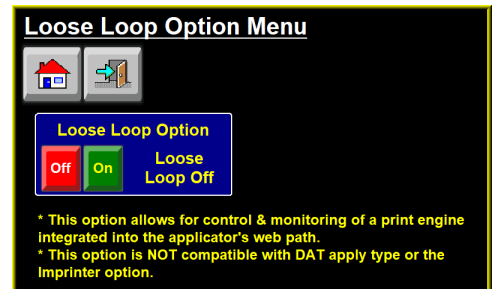 Loose Loop Option Menu
Loose Loop Option
Off
On
Loose
Loop Off
* This option allows for control & monitoring of a print engine
integrated into the applicator's web path.
* This option is NOT compatible with DAT apply type or the
Imprinter option.